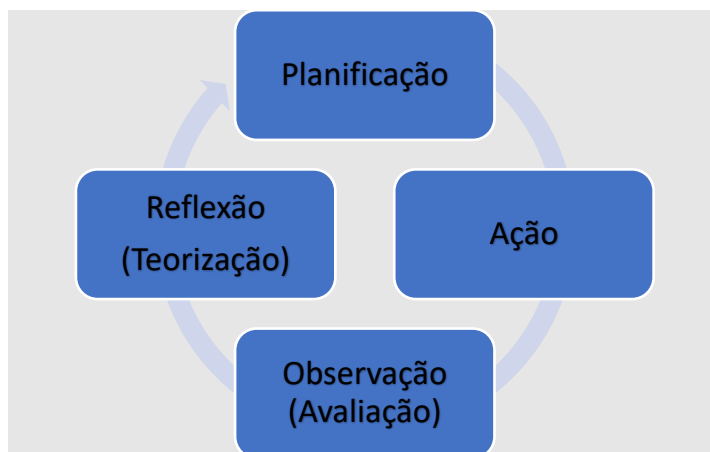 Planificação
Ação
Observação
(Avaliação)
Reflexão
(Teorização)